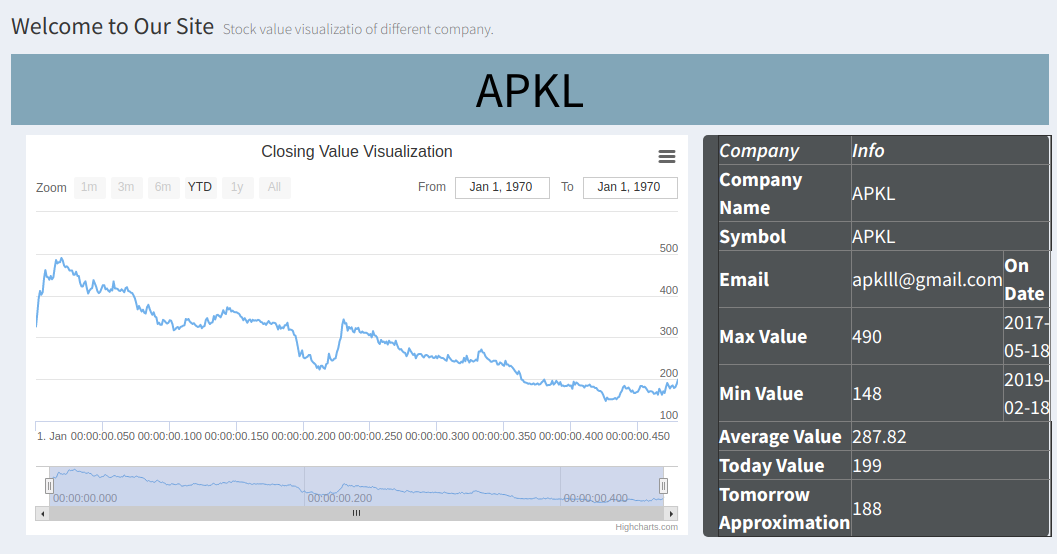 Welcome to Our Site Stock value visualizatio of different company.
APKL
Closing Value Visualization
Zoom 1m 3m 6m YTD 1y All From Jan 1, 1970 To Jan 1, 1970
500
400
300
200
100
1. Jan 00:00:00.050 00:00:00.100 00:00:00.150 00:00:00.200 00:00:00.250 00:00:00.300 00:00:00.350 00:00:00.400 00:00:00.450
00:00:00.000 00:00:00.200 00:00:00.400
Highcharts.com
Company Info
Company
Name
APKL
Symbol APKL
Email apklll@gmail.com
On
Date
Max Value 490
2017-
05-18
Min Value 148
2019-
02-18
Average Value 287.82
Today Value 199
Tomorrow
Approximation
188